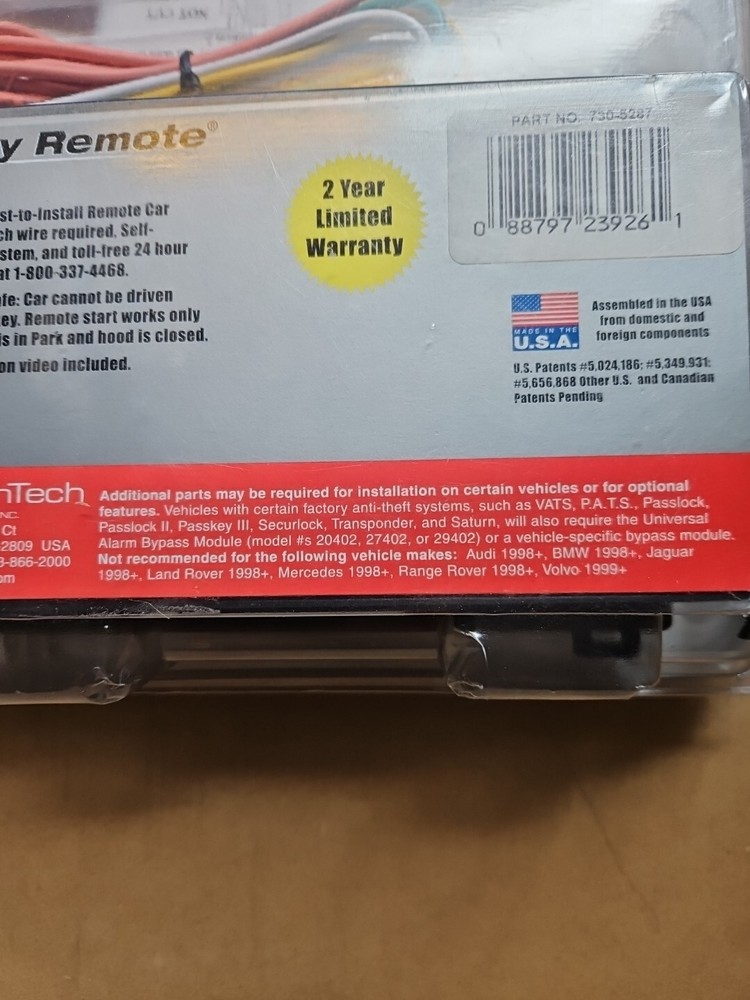 y Remote®
PART NO. 730-5287
0 88797 23926 1
2 Year
Limited
Warranty
st-to-Install Remote Car
ch wire required. Self-
stem, and toll-free 24 hour
at 1-800-337-4468.
fe: Car cannot be driven
ey. Remote start works only
is in Park and hood is closed.
on video included.
MADE IN THE
U.S.A.
Assembled in the USA
from domestic and
foreign components
U.S. Patents #5,024,186; #5,349,931;
#5,656,868 Other U.S. and Canadian
Patents Pending
nTech
INC.
Ct
2809 USA
3-866-2000
om
Additional parts may be required for installation on certain vehicles or for optional
features. Vehicles with certain factory anti-theft systems, such as VATS, P.A.T.S., Passlock,
Passlock II, Passkey III, Securlock, Transponder, and Saturn, will also require the Universal
Alarm Bypass Module (model #s 20402, 27402, or 29402) or a vehicle-specific bypass module.
Not recommended for the following vehicle makes: Audi 1998+, BMW 1998+, Jaguar
1998+, Land Rover 1998+, Mercedes 1998+, Range Rover 1998+, Volvo 1999+